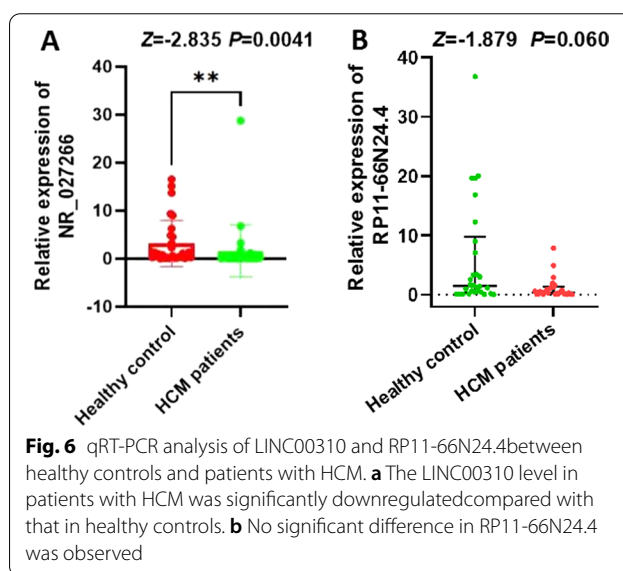 A Z=-2.835 P=0.0041
40
30
20
10
0
-10
**
Relative expression of
NR_027266
Healthy control
HCM patients
B Z=-1.879 P=0.060
40
30
20
10
0
Relative expression of
RP11-66N24.4
Healthy control
HCM patients
Fig. 6 qRT-PCR analysis of LINC00310 and RP11-66N24.4between
healthy controls and patients with HCM. a The LINC00310 level in
patients with HCM was significantly downregulatedcompared with
that in healthy controls. b No significant difference in RP11-66N24.4
was observed